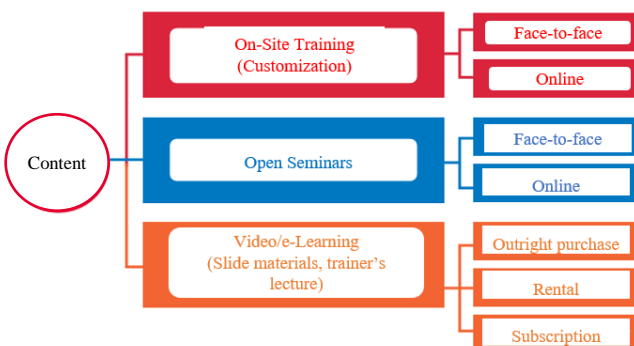 Content
On-Site Training
(Customization)
Face-to-face
Online
Open Seminars
Face-to-face
Online
Video/e-Learning
(Slide materials, trainer’s
lecture)
Outright purchase
Rental
Subscription